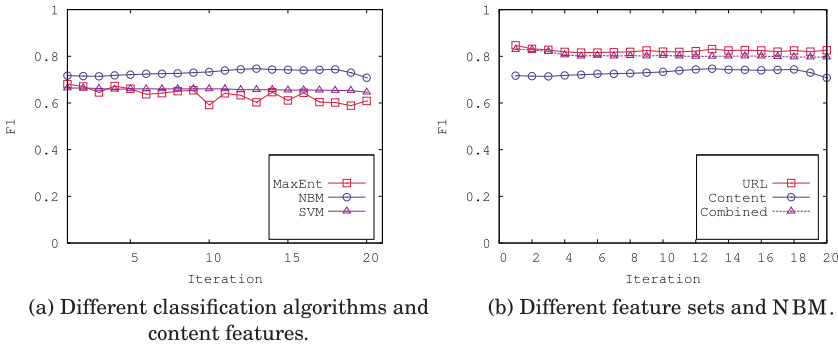 1
0.8
0.6
0.4
0.2
0
F1
MaxEnt
NBM
SVM
5 10 15 20
Iteration
(a) Different classification algorithms and
content features.
1
0.8
0.6
0.4
0.2
0
F1
URL
Content
Combined
0 2 4 6 8 10 12 14 16 18 20
Iteration
(b) Different feature sets and NBM.